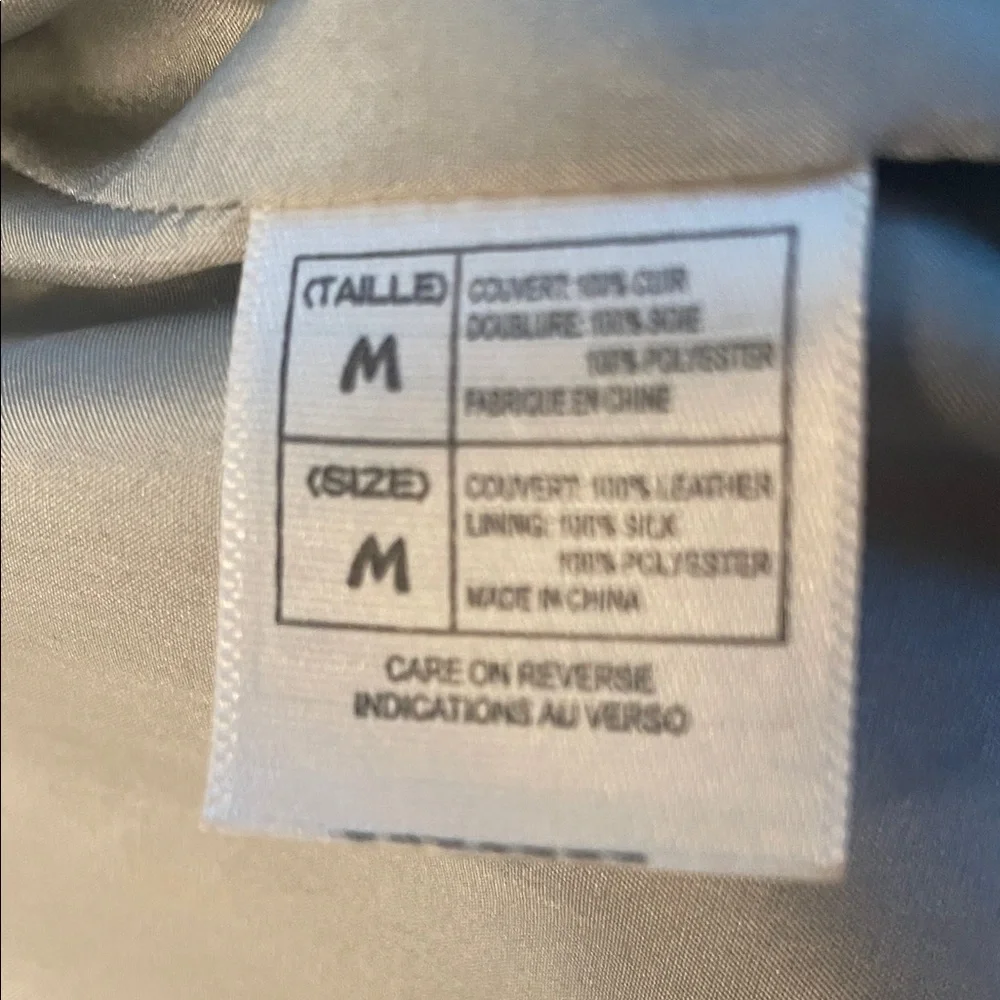 (TAILLE)
M
COUVERT: 100% CUIR
DOUBLURE: 100% SOIE
100% POLYESTER
FABRIQUE EN CHINE
(SIZE)
M
COUVERT: 100% LEATHER
LINING: 100% SILK
100% POLYESTER
MADE IN CHINA
CARE ON REVERSE
INDICATIONS AU VERSO